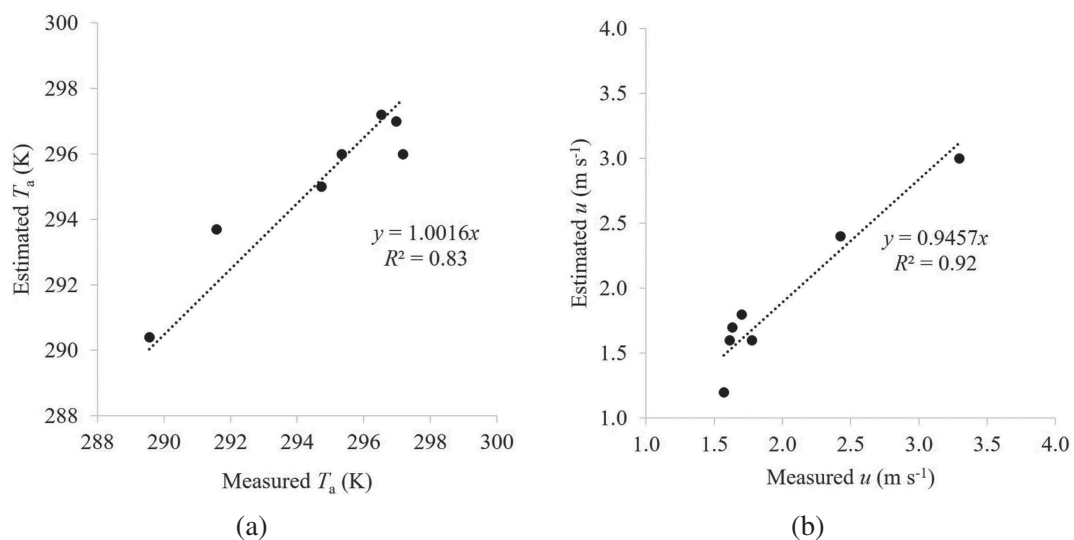 300
298
296
294
292
290
288
Estimated Tₐ (K)
y = 1.0016x
R² = 0.83
288 290 292 294 296 298 300
Measured Tₐ (K)
(a)
4.0
3.5
3.0
2.5
2.0
1.5
1.0
Estimated u (m s⁻¹)
y = 0.9457x
R² = 0.92
1.0 1.5 2.0 2.5 3.0 3.5 4.0
Measured u (m s⁻¹)
(b)